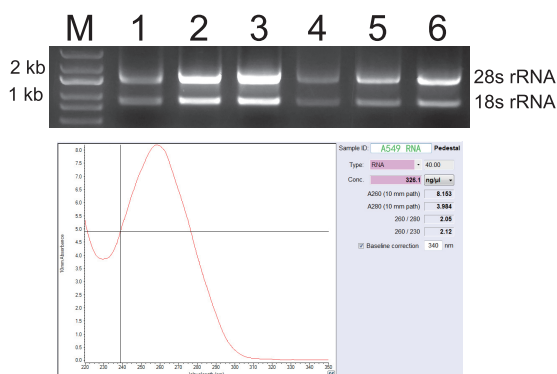 M 1 2 3 4 5 6
2 kb
28s rRNA
1 kb
18s rRNA
Sample ID A549 RNA Pedestal
Type: RNA 40.00
Conc. 326.1 ng/µl
A260 (10 mm path) 8.153
A280 (10 mm path) 3.984
260 / 280 2.05
260 / 230 2.12
Baseline correction 340 nm
10mm Absorbance
8.0
7.5
7.0
6.5
6.0
5.5
5.0
4.5
4.0
3.5
3.0
2.5
2.0
1.5
1.0
0.5
0.0
220 230 240 250 260 270 280 290 300 310 320 330 340 350